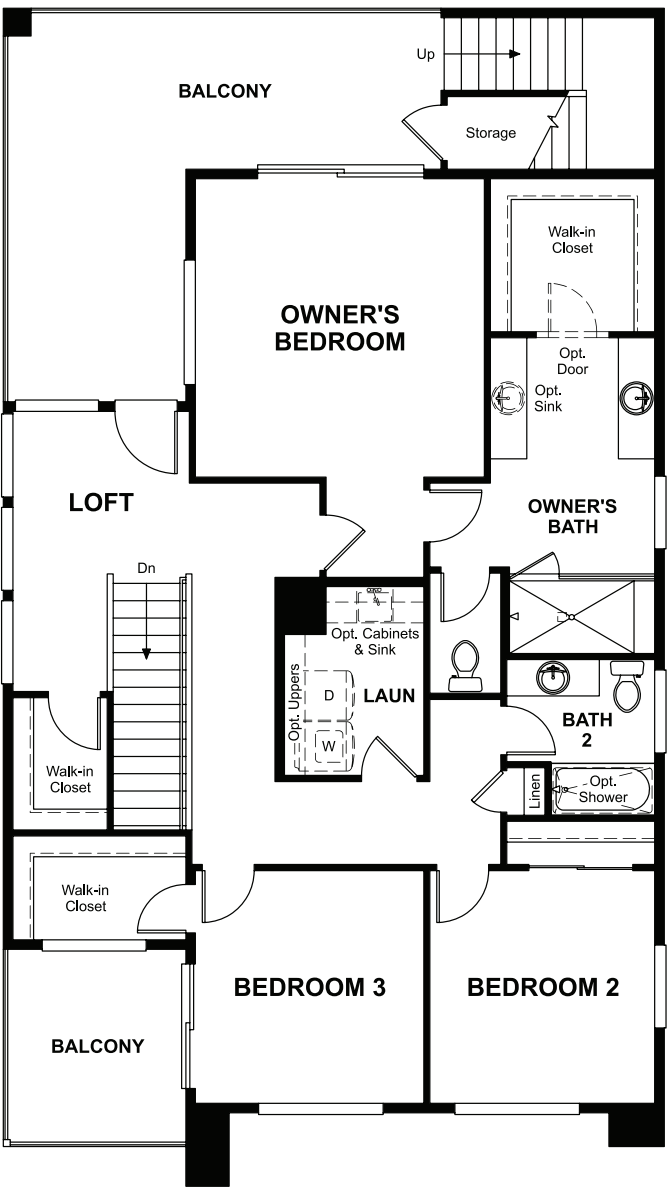 Up
BALCONY
Storage
Walk-in
Closet
OWNER'S
BEDROOM
Opt.
Door
Opt.
Sink
LOFT
OWNER'S
BATH
Dn
Opt. Cabinets
& Sink
Opt. Uppers
D
LAUN
W
BATH
2
Walk-in
Closet
Linen
Opt.
Shower
Walk-in
Closet
BEDROOM 3
BEDROOM 2
BALCONY